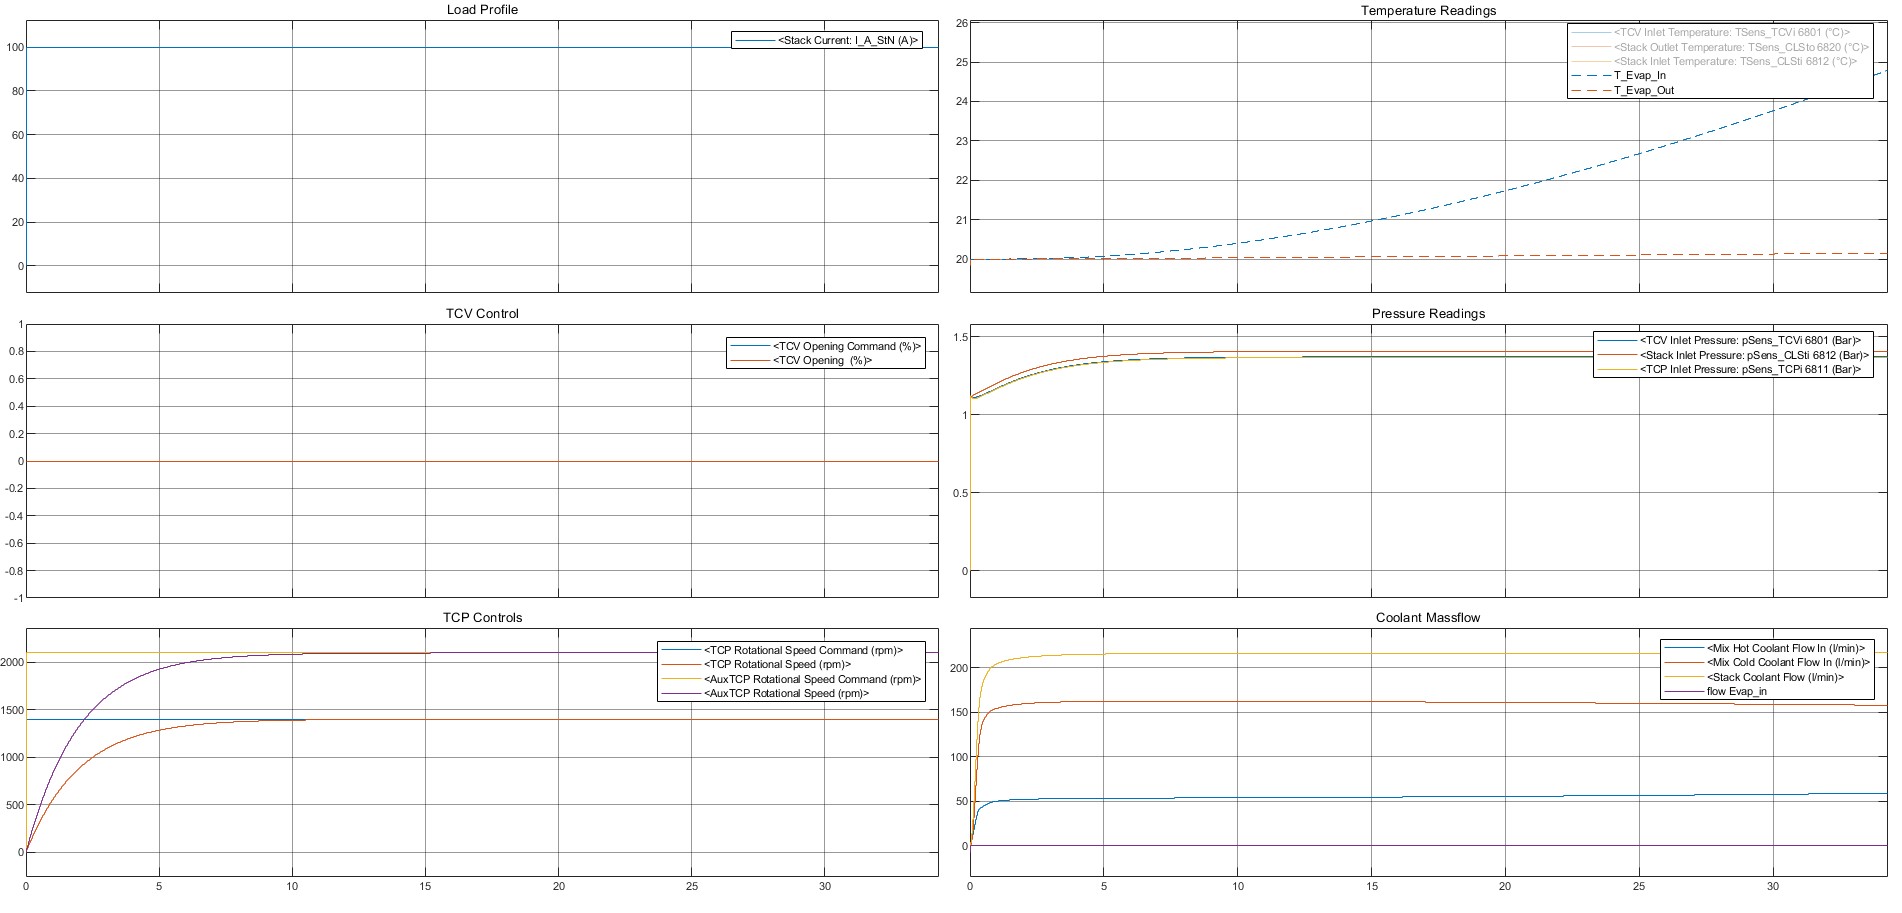 Load Profile
100
80
60
40
20
0
<Stack Current: I_A_StN (A)>
Temperature Readings
26
25
24
23
22
21
20
<TCV Inlet Temperature: TSens_TCVi 6801 (°C)>
<Stack Outlet Temperature: TSens_CLSto 6820 (°C)>
<Stack Inlet Temperature: TSens_CLSti 6812 (°C)>
T_Evap_In
T_Evap_Out
TCV Control
1
0.8
0.6
0.4
0.2
0
-0.2
-0.4
-0.6
-0.8
-1
<TCV Opening Command (%)>
<TCV Opening (%)>
Pressure Readings
1.5
1
0.5
0
<TCV Inlet Pressure: pSens_TCVi 6801 (Bar)>
<Stack Inlet Pressure: pSens_CLSti 6812 (Bar)>
<TCP Inlet Pressure: pSens_TCPi 6811 (Bar)>
TCP Controls
2000
1500
1000
500
0
<TCP Rotational Speed Command (rpm)>
<TCP Rotational Speed (rpm)>
<AuxTCP Rotational Speed Command (rpm)>
<AuxTCP Rotational Speed (rpm)>
0 5 10 15 20 25 30
Coolant Massflow
200
150
100
50
0
<Mix Hot Coolant Flow In (l/min)>
<Mix Cold Coolant Flow In (l/min)>
<Stack Coolant Flow (l/min)>
flow Evap_in
0 5 10 15 20 25 30